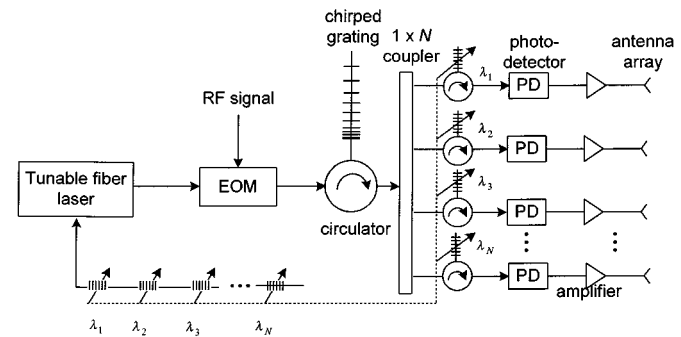 chirped
grating
1 x N
coupler
photo-
detector
antenna
array
RF signal
λ1
PD
λ2
PD
Tunable fiber
laser
EOM
λ3
PD
circulator
λN
PD
amplifier
λ1
λ2
λ3
λN